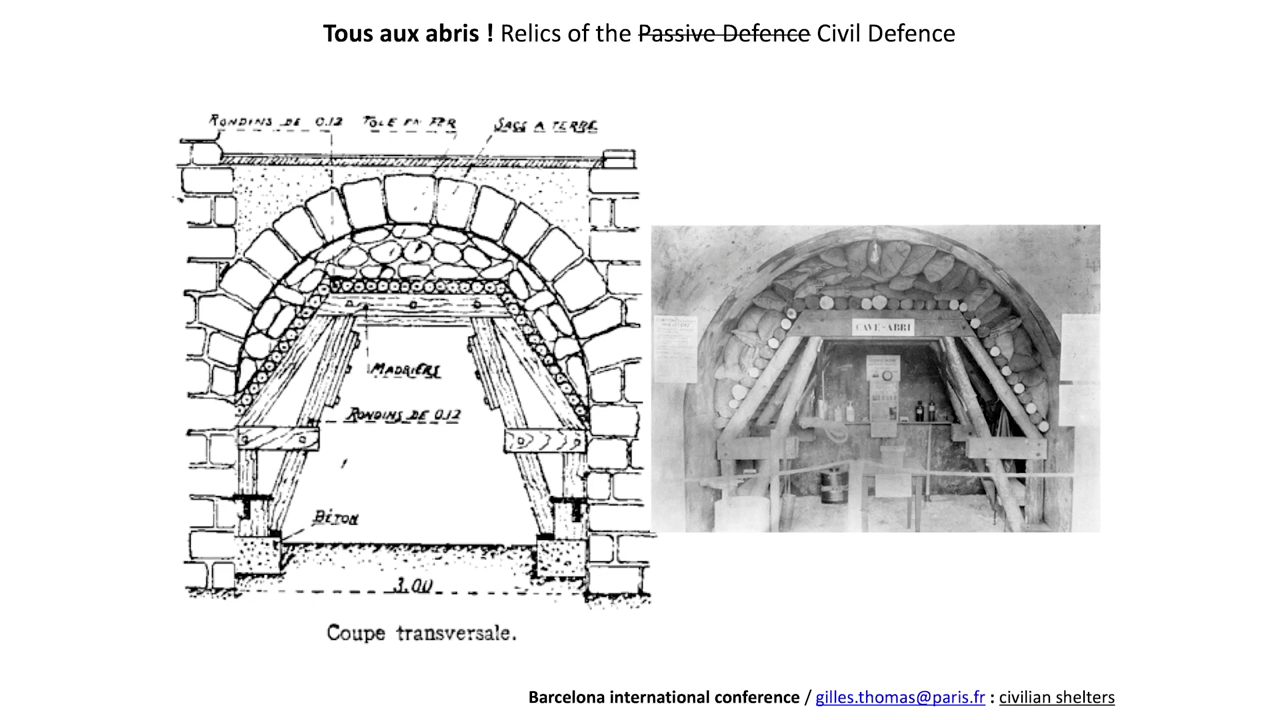 Tous aux abris ! Relics of the Passive Defence Civil Defence
RONDINS DE 0.12 TOLE EN FER SACS A TERRE
CAVE-ABRI
MADRIERS
RONDINS DE 0.12
BÉTON
3.00
Coupe transversale.
Barcelona international conference / gilles.thomas@paris.fr : civilian shelters